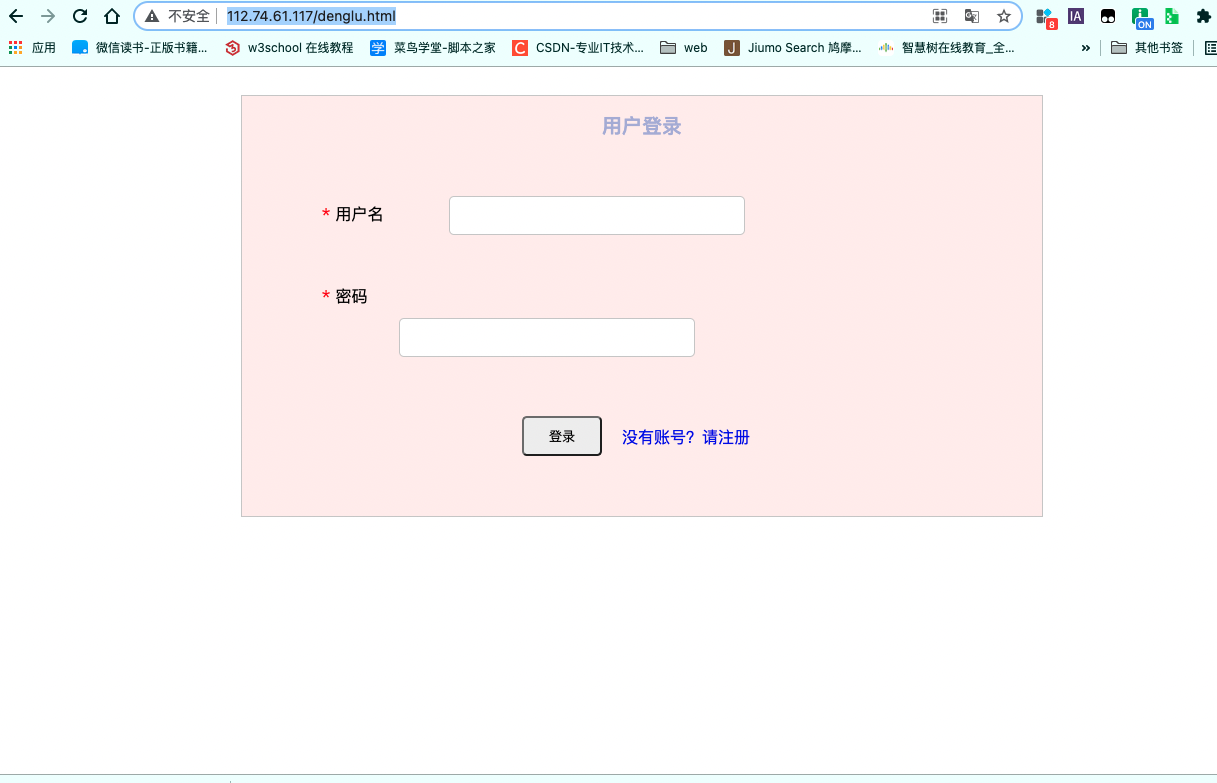 不安全 112.74.61.117/denglu.html 8 IA ON
应用 微信读书-正版书籍... w3school 在线教程 学 菜鸟学堂-脚本之家 C CSDN-专业IT技术... web J Jiumo Search 鸠摩... 智慧树在线教育_全... » 其他书签
用户登录
* 用户名
* 密码
登录 没有账号？请注册